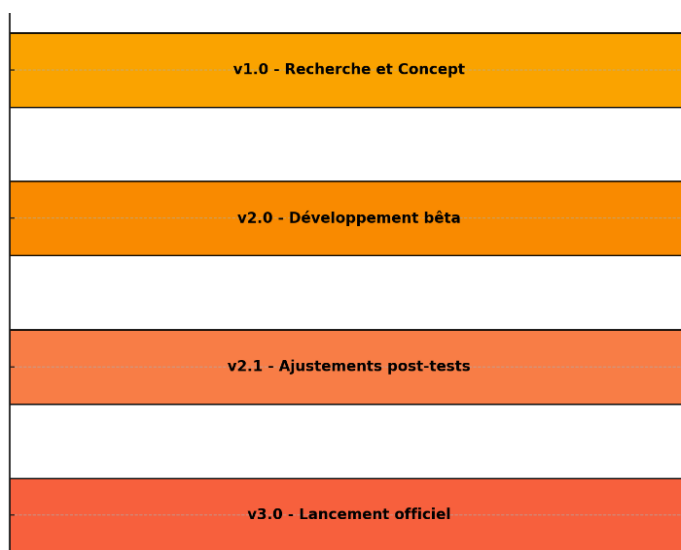 v1.0 - Recherche et Concept
v2.0 - Développement bêta
v2.1 - Ajustements post-tests
v3.0 - Lancement officiel